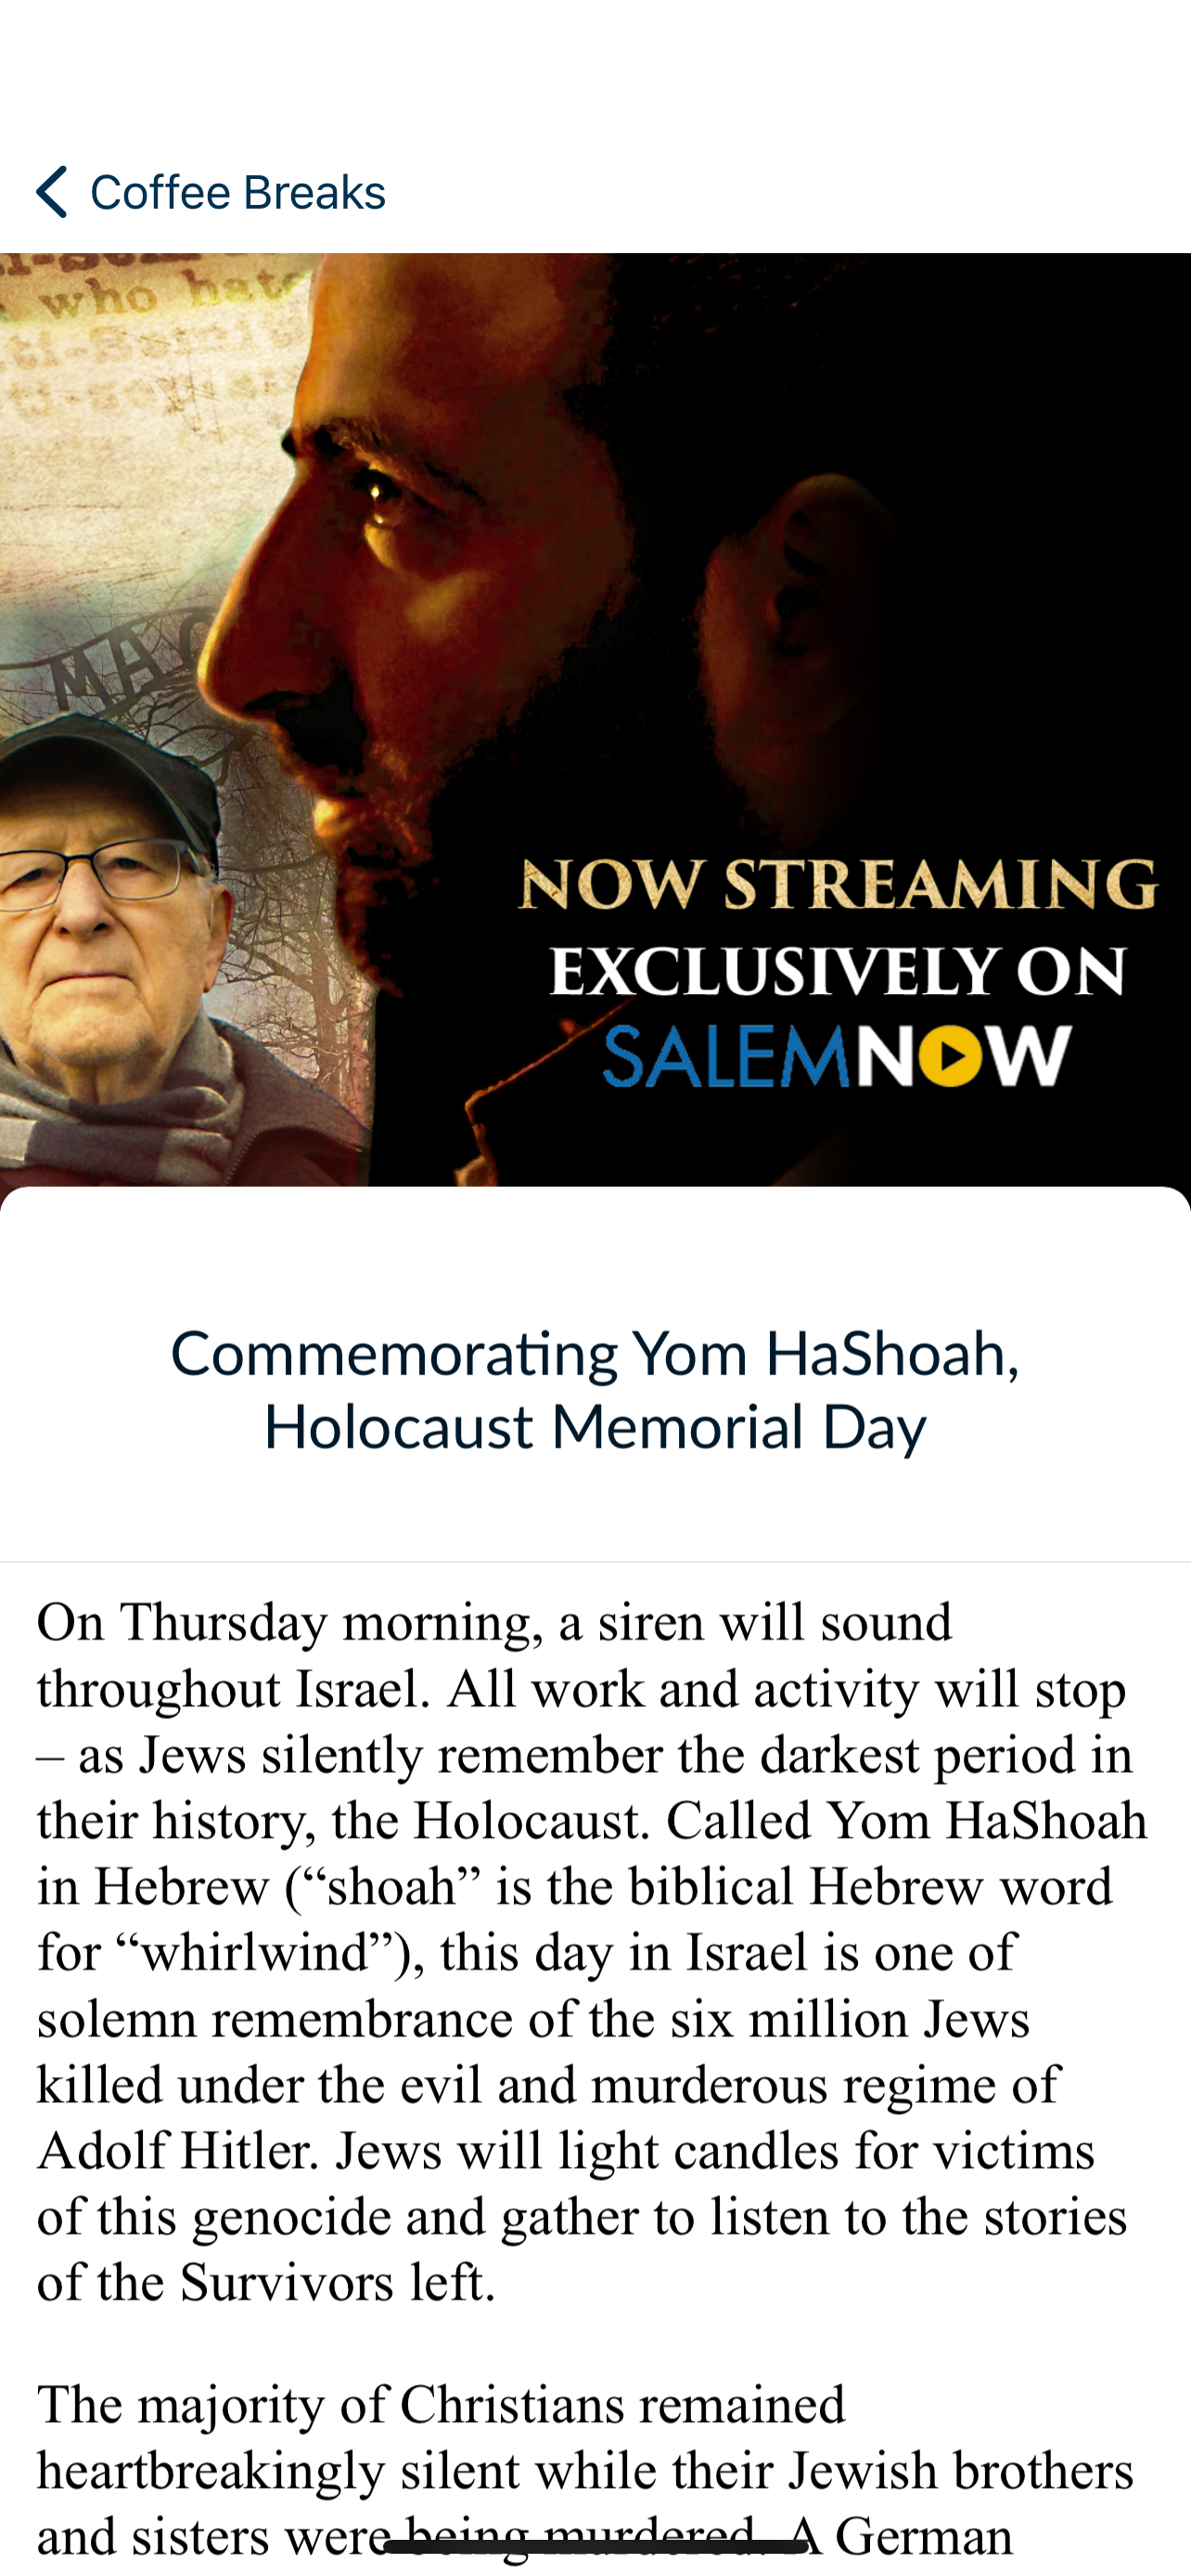 Coffee Breaks
who hate
MAC
NOW STREAMING
EXCLUSIVELY ON
SALEMNOW
Commemorating Yom HaShoah,
Holocaust Memorial Day
On Thursday morning, a siren will sound
throughout Israel. All work and activity will stop
– as Jews silently remember the darkest period in
their history, the Holocaust. Called Yom HaShoah
in Hebrew (“shoah” is the biblical Hebrew word
for “whirlwind”), this day in Israel is one of
solemn remembrance of the six million Jews
killed under the evil and murderous regime of
Adolf Hitler. Jews will light candles for victims
of this genocide and gather to listen to the stories
of the Survivors left.
The majority of Christians remained
heartbreakingly silent while their Jewish brothers
and sisters were being murdered. A German